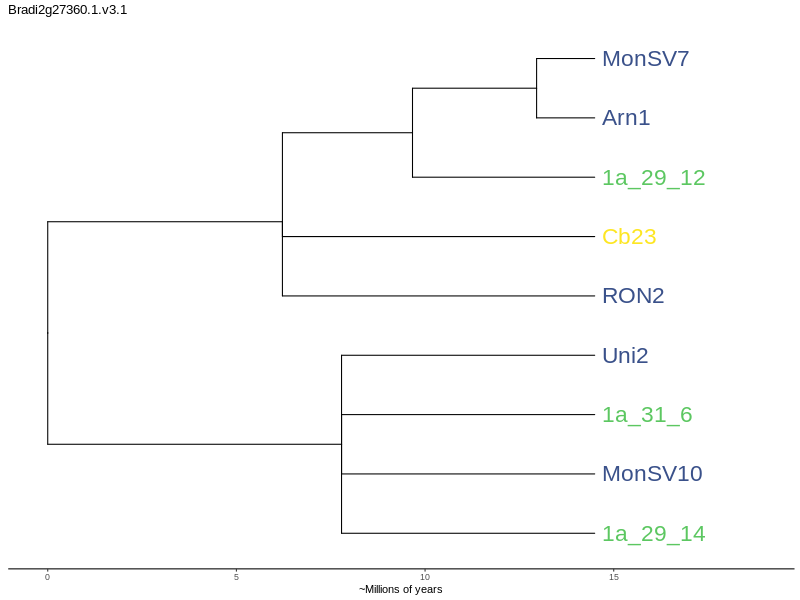 Bradi2g27360.1.v3.1
MonSV7
Arn1
1a_29_12
Cb23
RON2
Uni2
1a_31_6
MonSV10
1a_29_14
0 5 10 15
~Millions of years